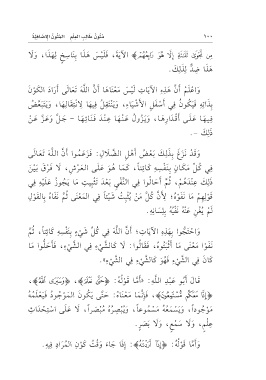 ١٠٠ متون طالب العلم - المتون الإضافية
مِن نَّجْوَى ثَلَاثَةٍ إِلَّا هُوَ رَابِعُهُمْ﴾ الآيَةَ، فَلَيْسَ هَذَا بِنَاسِخٍ لِهَذَا، وَلَا
هَذَا ضِدٌّ لِذَلِكَ.
وَاعْلَمْ أَنَّ هَذِهِ الآيَاتِ لَيْسَ مَعْنَاهَا أَنَّ اللَّهَ تَعَالَى أَرَادَ الكَوْنَ
بِذَاتِهِ فَيَكُونُ فِي أَسْفَلِ الأَشْيَاءِ، وَيَنْتَقِلُ فِيهَا لِانْتِقَالِهَا، وَيَتَبَعَّضُ
فِيهَا عَلَى أَقْدَارِهَا، وَيَزُولُ عَنْهَا عِنْدَ فَنَائِهَا - جَلَّ وَعَزَّ عَنْ
ذَلِكَ -.
وَقَدْ نَزَعَ بِذَلِكَ بَعْضُ أَهْلِ الضَّلَالِ: فَزَعَمُوا أَنَّ اللَّهَ تَعَالَى
فِي كُلِّ مَكَانٍ بِنَفْسِهِ كَائِنًا، كَمَا هُوَ عَلَى العَرْشِ، لَا فَرْقَ بَيْنَ
ذَلِكَ عِنْدَهُمْ، ثُمَّ أَحَالُوا فِي النَّفْيِ بَعْدَ تَثْبِيتِ مَا يَجُوزُ عَلَيْهِ فِي
قَوْلِهِمْ مَا نَفَوْهُ؛ لِأَنَّ كُلَّ مَنْ يُثْبِتُ شَيْئًا فِي المَعْنَى ثُمَّ نَفَاهُ بِالقَوْلِ
لَمْ يُغْنِ عَنْهُ نَفْيُهُ بِلِسَانِهِ.
وَاحْتَجُّوا بِهَذِهِ الآيَاتِ؛ أَنَّ اللَّهَ فِي كُلِّ شَيْءٍ بِنَفْسِهِ كَائِنًا، ثُمَّ
نَفَوْا مَعْنَى مَا أَثْبَتُوهُ، فَقَالُوا: لَا كَالشَّيْءِ فِي الشَّيْءِ، فَأَحَلُّوا مَا
كَانَ فِي الشَّيْءِ فَهُوَ كَالشَّيْءِ فِي الشَّيْءِ».
قَالَ أَبُو عَبْدِ اللَّهِ: «أَمَّا قَوْلُهُ: ﴿حَتَّى نَعْلَمَ﴾، ﴿وَسَيَرَى اللَّهُ﴾،
﴿إِنَّا مَعَكُم مُّسْتَمِعُونَ﴾، فَإِنَّمَا مَعْنَاهُ: حَتَّى يَكُونَ المَوْجُودُ فَيَعْلَمُهُ
مَوْجُوداً، وَيَسْمَعُهُ مَسْمُوعاً، وَيُبْصِرُهُ مُبْصَراً، لَا عَلَى اسْتِحْدَاثِ
عِلْمٍ، وَلَا سَمْعٍ، وَلَا بَصَرٍ.
وَأَمَّا قَوْلُهُ: ﴿إِذَا أَرَدْنَاهُ﴾: إِذَا جَاءَ وَقْتُ كَوْنِ المُرَادِ فِيهِ.